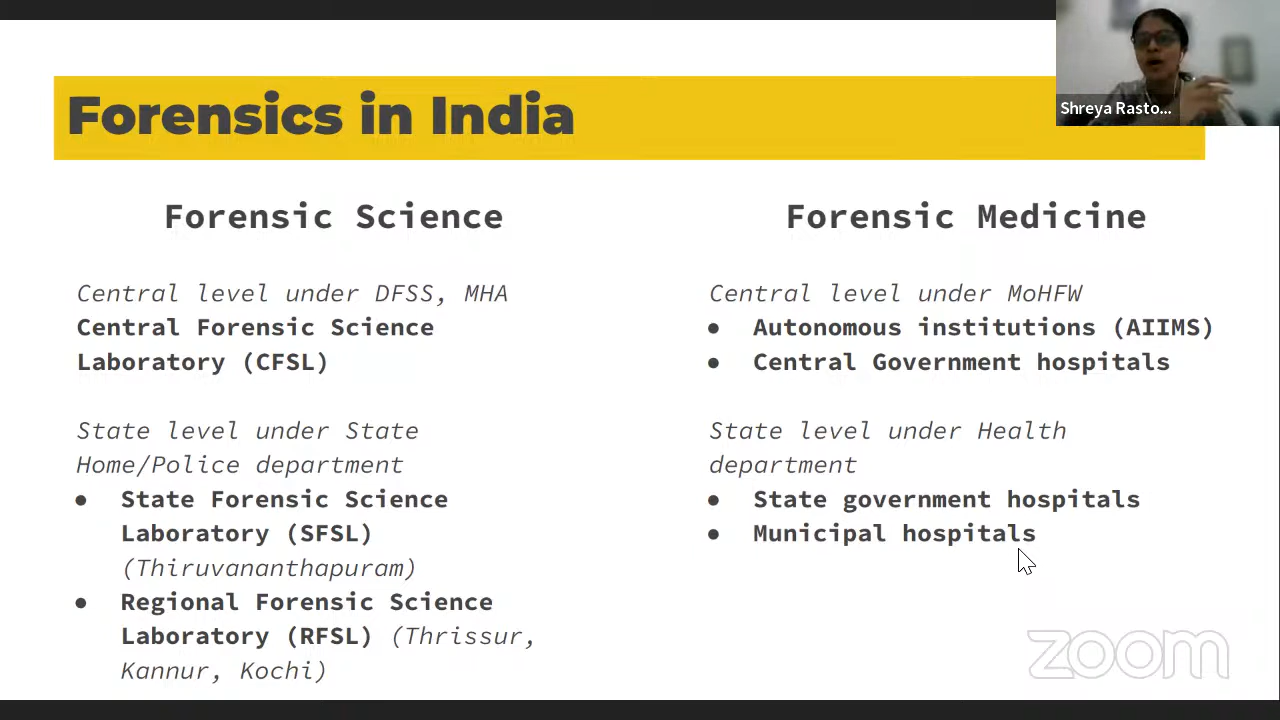 Forensics in India
Shreya Rasto...
Forensic Science
Central level under DFSS, MHA
Central Forensic Science
Laboratory (CFSL)
State level under State
Home/Police department
● State Forensic Science
Laboratory (SFSL)
(Thiruvananthapuram)
● Regional Forensic Science
Laboratory (RFSL) (Thrissur,
Kannur, Kochi)
Forensic Medicine
Central level under MoHFW
● Autonomous institutions (AIIMS)
● Central Government hospitals
State level under Health
department
● State government hospitals
● Municipal hospitals
zoom